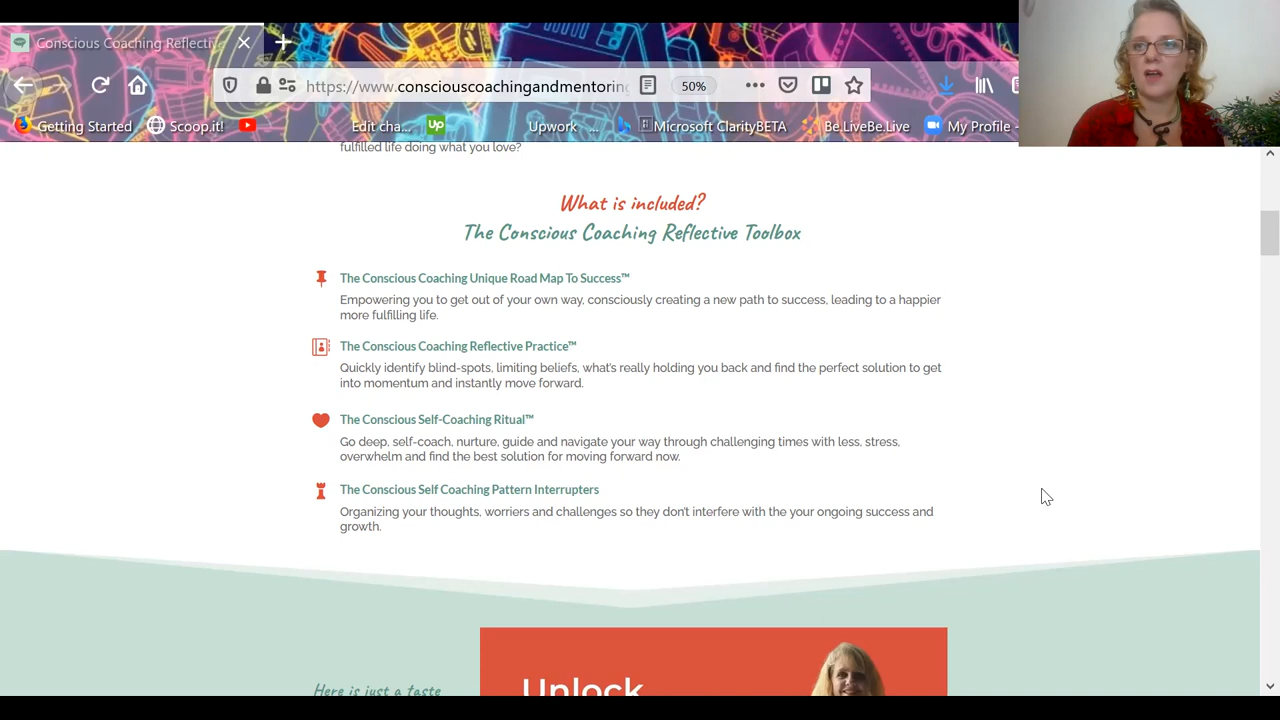 Conscious Coaching Reflectiv
https://www.consciouscoachingandmentoring
50%
Getting Started
Scoop.it!
Edit cha...
Up
Upwork ...
Microsoft ClarityBETA
Be.LiveBe.Live
My Profile -
fulfilled life doing what you love?
What is included?
The Conscious Coaching Reflective Toolbox
The Conscious Coaching Unique Road Map To Success™
Empowering you to get out of your own way, consciously creating a new path to success, leading to a happier
more fulfilling life.
The Conscious Coaching Reflective Practice™
Quickly identify blind-spots, limiting beliefs, what's really holding you back and find the perfect solution to get
into momentum and instantly move forward.
The Conscious Self-Coaching Ritual™
Go deep, self-coach, nurture, guide and navigate your way through challenging times with less, stress,
overwhelm and find the best solution for moving forward now.
The Conscious Self Coaching Pattern Interrupters
Organizing your thoughts, worriers and challenges so they don't interfere with the your ongoing success and
growth.
Here is just a taste
Unlock